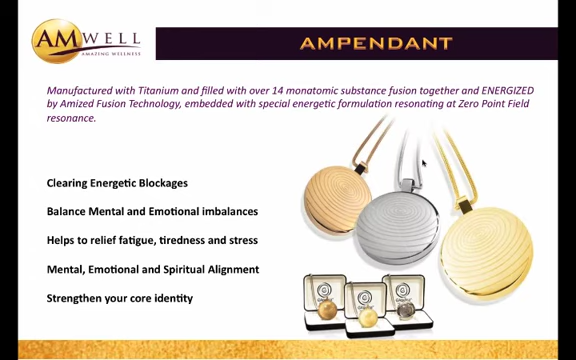 AMWELL
AMAZING WELLNESS
AMPENDANT
Manufactured with Titanium and filled with over 14 monatomic substance fusion together and ENERGIZED
by Amized Fusion Technology, embedded with special energetic formulation resonating at Zero Point Field
resonance.
Clearing Energetic Blockages
Balance Mental and Emotional imbalances
Helps to relief fatigue, tiredness and stress
Mental, Emotional and Spiritual Alignment
Strengthen your core identity